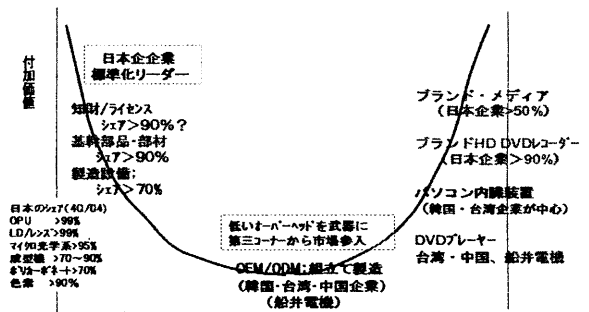 付加価値
日本企企業
標準化リーダー
知財/ライセンス
シェア>90%?
基幹部品・部材
シェア>90%
製造設備;
シェア>70%
日本のシェア(4Q/04)
OPU >99%
LD/レンズ>99%
マイクロ光学系>95%
成型機 >70~90%
ポリカーボネート>70%
色素 >90%
低いオーバーヘッドを武器に
第三コーナーから市場参入
OEM/ODM;組立て製造
(韓国・台湾・中国企業)
(船井電機)
ブランド・メディア
(日本企業>50%)
ブランドHD DVDレコーダー
(日本企業>90%)
パソコン内臓装置
(韓国・台湾企業が中心)
DVDプレーヤー
台湾・中国、船井電機